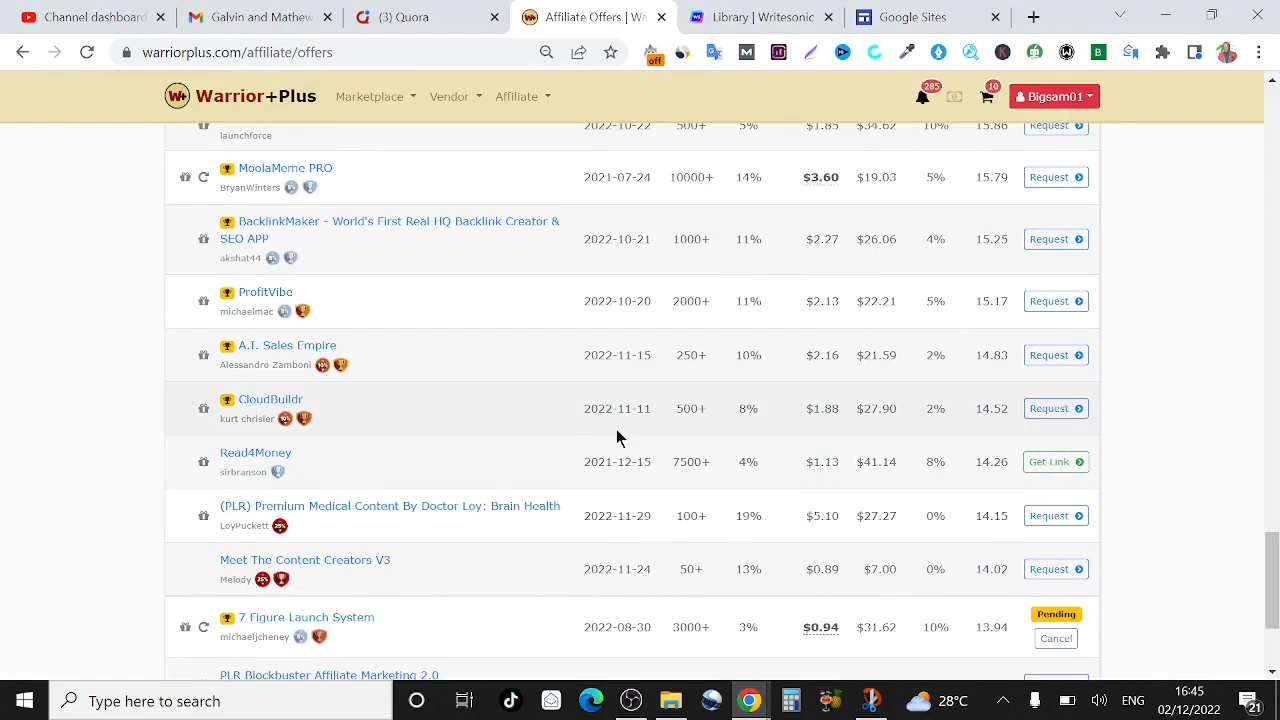 Channel dashboard
Galvin and Mathew
(3) Quora
Affiliate Offers | Wa
Library | Writesonic
Google Sites
warriorplus.com/affiliate/offers
off
Warrior+Plus
Marketplace
Vendor
Affiliate
285
10
Bigsam01
launchforce
2022-10-22 500+ 5% $1.85 $34.62 10% 15.86 Request
MoolaMeme PRO
BryanWinters
2021-07-24 10000+ 14% $3.60 $19.03 5% 15.79 Request
BacklinkMaker - World's First Real HQ Backlink Creator &
SEO APP
akshat44
2022-10-21 1000+ 11% $2.27 $26.06 4% 15.25 Request
ProfitVibe
michaelmac
2022-10-20 2000+ 11% $2.13 $22.21 5% 15.17 Request
A.I. Sales Empire
Alessandro Zamboni
2022-11-15 250+ 10% $2.16 $21.59 2% 14.83 Request
CloudBuildr
kurt chrisler
2022-11-11 500+ 8% $1.88 $27.90 2% 14.52 Request
Read4Money
sirbranson
2021-12-15 7500+ 4% $1.13 $41.14 8% 14.26 Get Link
(PLR) Premium Medical Content By Doctor Loy: Brain Health
LoyPuckett
2022-11-29 100+ 19% $5.10 $27.27 0% 14.15 Request
Meet The Content Creators V3
Melody
2022-11-24 50+ 13% $0.89 $7.00 0% 14.02 Request
7 Figure Launch System
michaeljcheney
2022-08-30 3000+ 3% $0.94 $31.62 10% 13.94 Pending
Cancel
PLR Blockbuster Affiliate Marketing 2.0
Type here to search
28°C
ENG
16:45
02/12/2022
21